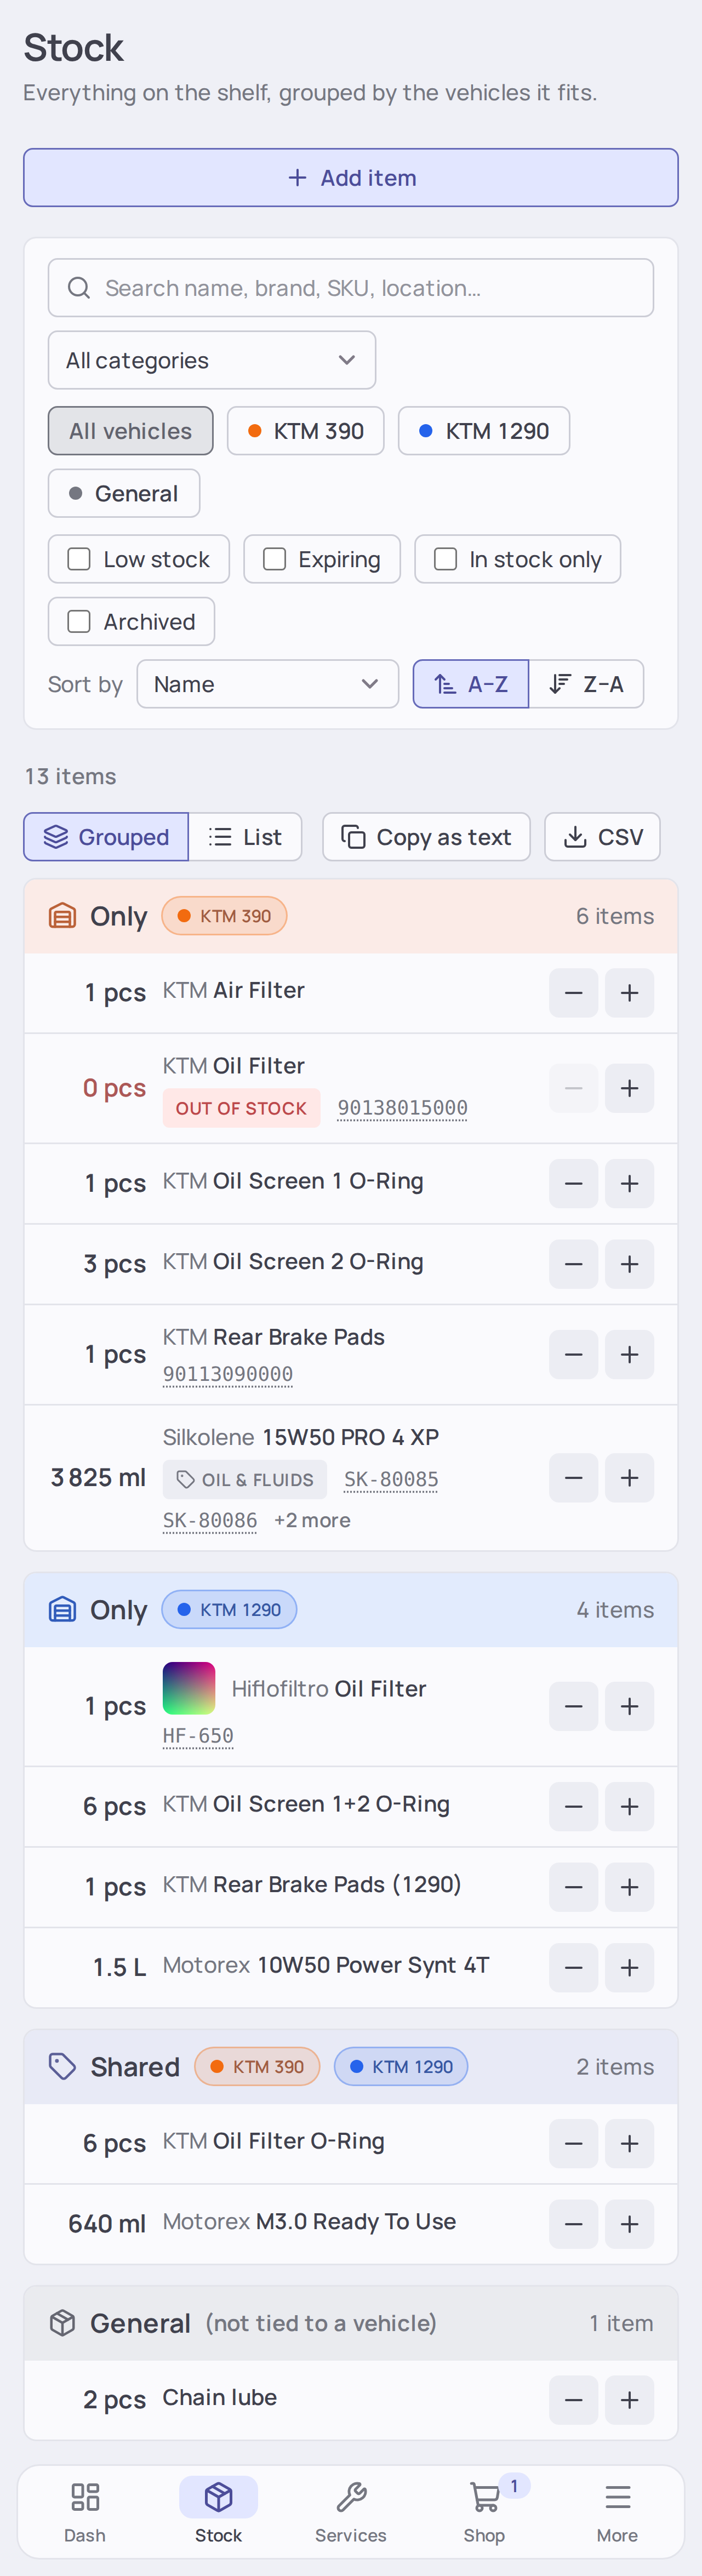 Stock
Everything on the shelf, grouped by the vehicles it fits.
Add item
Search name, brand, SKU, location...
All categories
All vehicles KTM 390 KTM 1290
General
Low stock Expiring In stock only
Archived
Sort by Name A-Z Z-A
13 items
Grouped List Copy as text CSV
Only KTM 390 6 items
1 pcs KTM Air Filter
KTM Oil Filter
0 pcs
OUT OF STOCK 90138015000
1 pcs KTM Oil Screen 1 O-Ring
3 pcs KTM Oil Screen 2 O-Ring
KTM Rear Brake Pads
1 pcs
90113090000
Silkolene 15W50 PRO 4 XP
3 825 ml OIL & FLUIDS SK-80085
SK-80086 +2 more
Only KTM 1290 4 items
Hiflofiltro Oil Filter
1 pcs
HF-650
6 pcs KTM Oil Screen 1+2 O-Ring
1 pcs KTM Rear Brake Pads (1290)
1.5 L Motorex 10W50 Power Synt 4T
Shared KTM 390 KTM 1290 2 items
6 pcs KTM Oil Filter O-Ring
640 ml Motorex M3.0 Ready To Use
General (not tied to a vehicle) 1 item
2 pcs Chain lube
1
Dash Stock Services Shop More